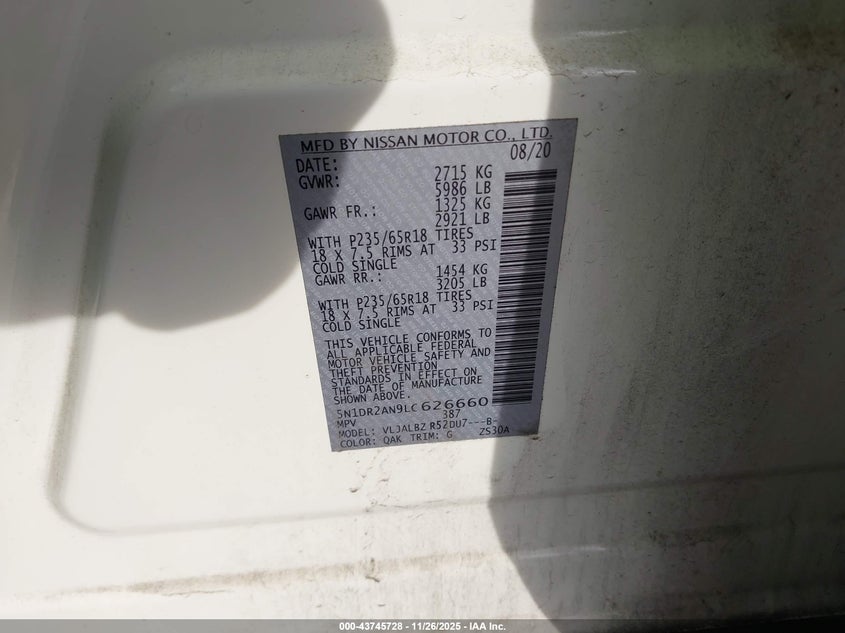 MFD BY NISSAN MOTOR CO., LTD.
DATE: 08/20
GVWR: 2715 KG
5986 LB
GAWR FR.: 1325 KG
2921 LB
WITH P235/65R18 TIRES
18 X 7.5 RIMS AT 33 PSI
COLD SINGLE
GAWR RR.: 1454 KG
3205 LB
WITH P235/65R18 TIRES
18 X 7.5 RIMS AT 33 PSI
COLD SINGLE
THIS VEHICLE CONFORMS TO
ALL APPLICABLE FEDERAL
MOTOR VEHICLE SAFETY AND
THEFT PREVENTION
STANDARDS IN EFFECT ON
THE DATE OF MANUFACTURE
SHOWN ABOVE.
5N1DR2AN9LC626660
MPV 387
MODEL: VLJALBZ R52DU7---B-
COLOR: QAK TRIM: G ZS30A
000-43745728 - 11/26/2025 - IAA Inc.